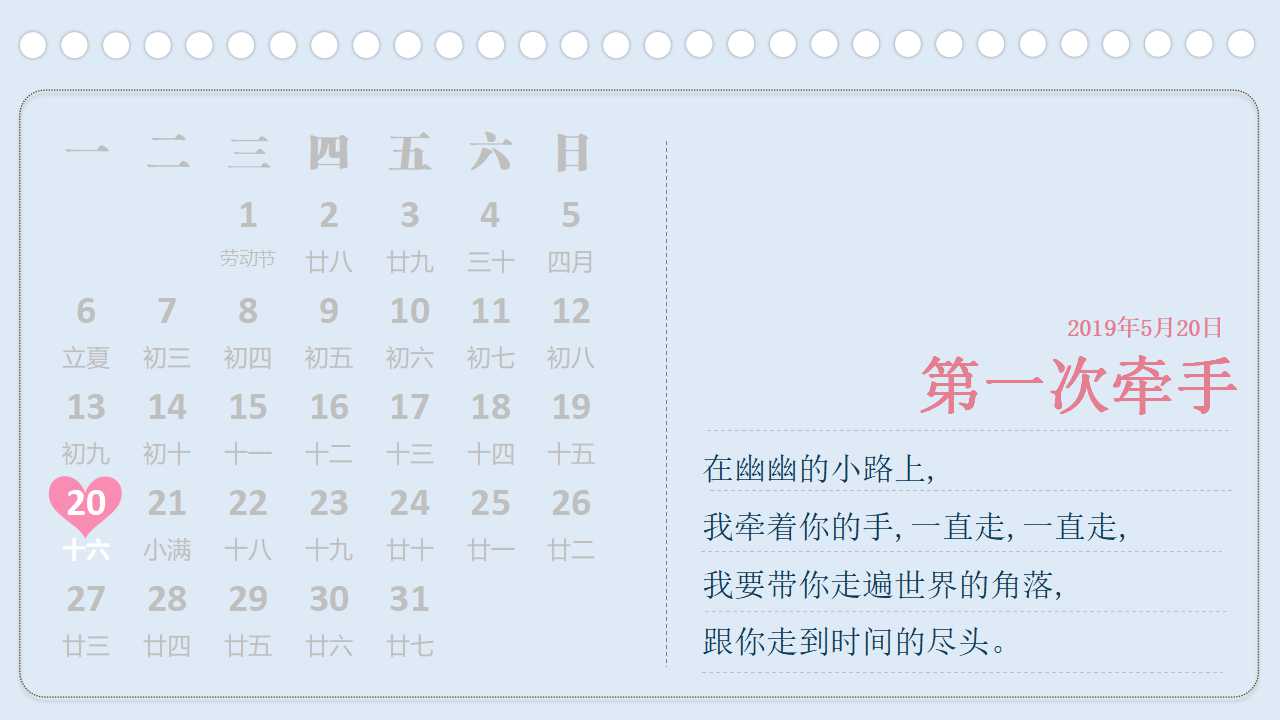 一 二 三 四 五 六 日
1 2 3 4 5
劳动节 廿八 廿九 三十 四月
6 7 8 9 10 11 12
立夏 初三 初四 初五 初六 初七 初八
13 14 15 16 17 18 19
初九 初十 十一 十二 十三 十四 十五
20 21 22 23 24 25 26
十六 小满 十八 十九 廿十 廿一 廿二
27 28 29 30 31
廿三 廿四 廿五 廿六 廿七
2019年5月20日
第一次牵手
在幽幽的小路上,
我牵着你的手,一直走,一直走,
我要带你走遍世界的角落,
跟你走到时间的尽头。